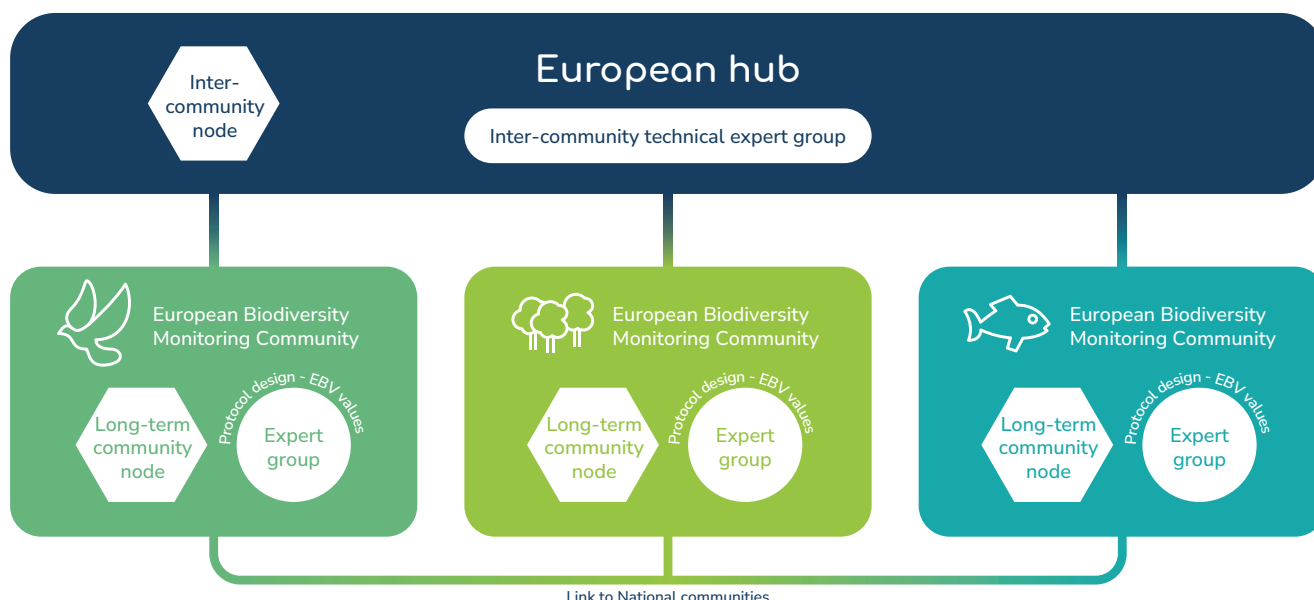 European hub
Inter-
community
node
Inter-community technical expert group
European Biodiversity
Monitoring Community
Protocol design - EBV values
Long-term
community
node
Expert
group
European Biodiversity
Monitoring Community
Protocol design - EBV values
Long-term
community
node
Expert
group
European Biodiversity
Monitoring Community
Protocol design - EBV values
Long-term
community
node
Expert
group
Link to National communities